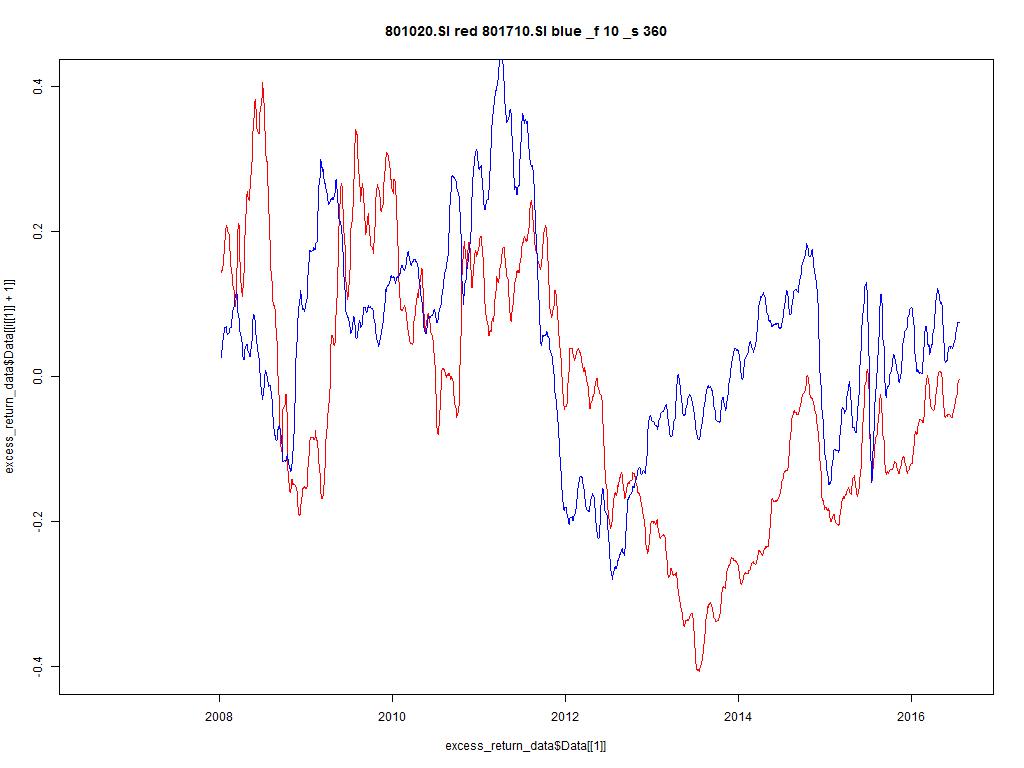 801020.SI red 801710.SI blue _f 10 _s 360
excess_return_data$Data[[i[[1]] + 1]]
0.4
0.2
0.0
-0.2
-0.4
2008 2010 2012 2014 2016
excess_return_data$Data[[1]]